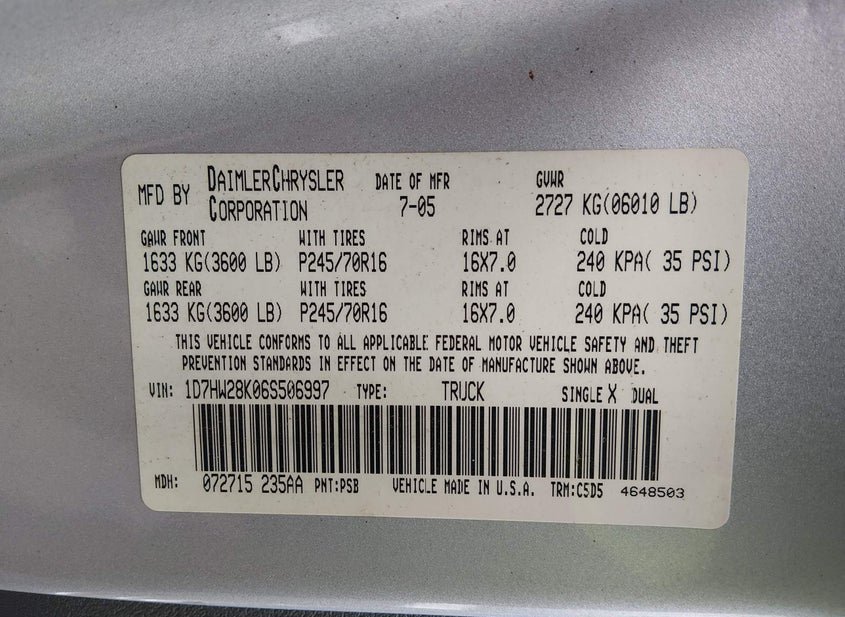 MFD BY DAIMLERCHRYSLER CORPORATION DATE OF MFR 7-05 GVWR 2727 KG(06010 LB)
GAWR FRONT WITH TIRES RIMS AT COLD
1633 KG(3600 LB) P245/70R16 16X7.0 240 KPA( 35 PSI)
GAWR REAR WITH TIRES RIMS AT COLD
1633 KG(3600 LB) P245/70R16 16X7.0 240 KPA( 35 PSI)
THIS VEHICLE CONFORMS TO ALL APPLICABLE FEDERAL MOTOR VEHICLE SAFETY AND THEFT
PREVENTION STANDARDS IN EFFECT ON THE DATE OF MANUFACTURE SHOWN ABOVE.
VIN: 1D7HW28K06S506997 TYPE: TRUCK SINGLE X DUAL
MDH: 072715 235AA PNT:PSB VEHICLE MADE IN U.S.A. TRM:C5D5 4648503